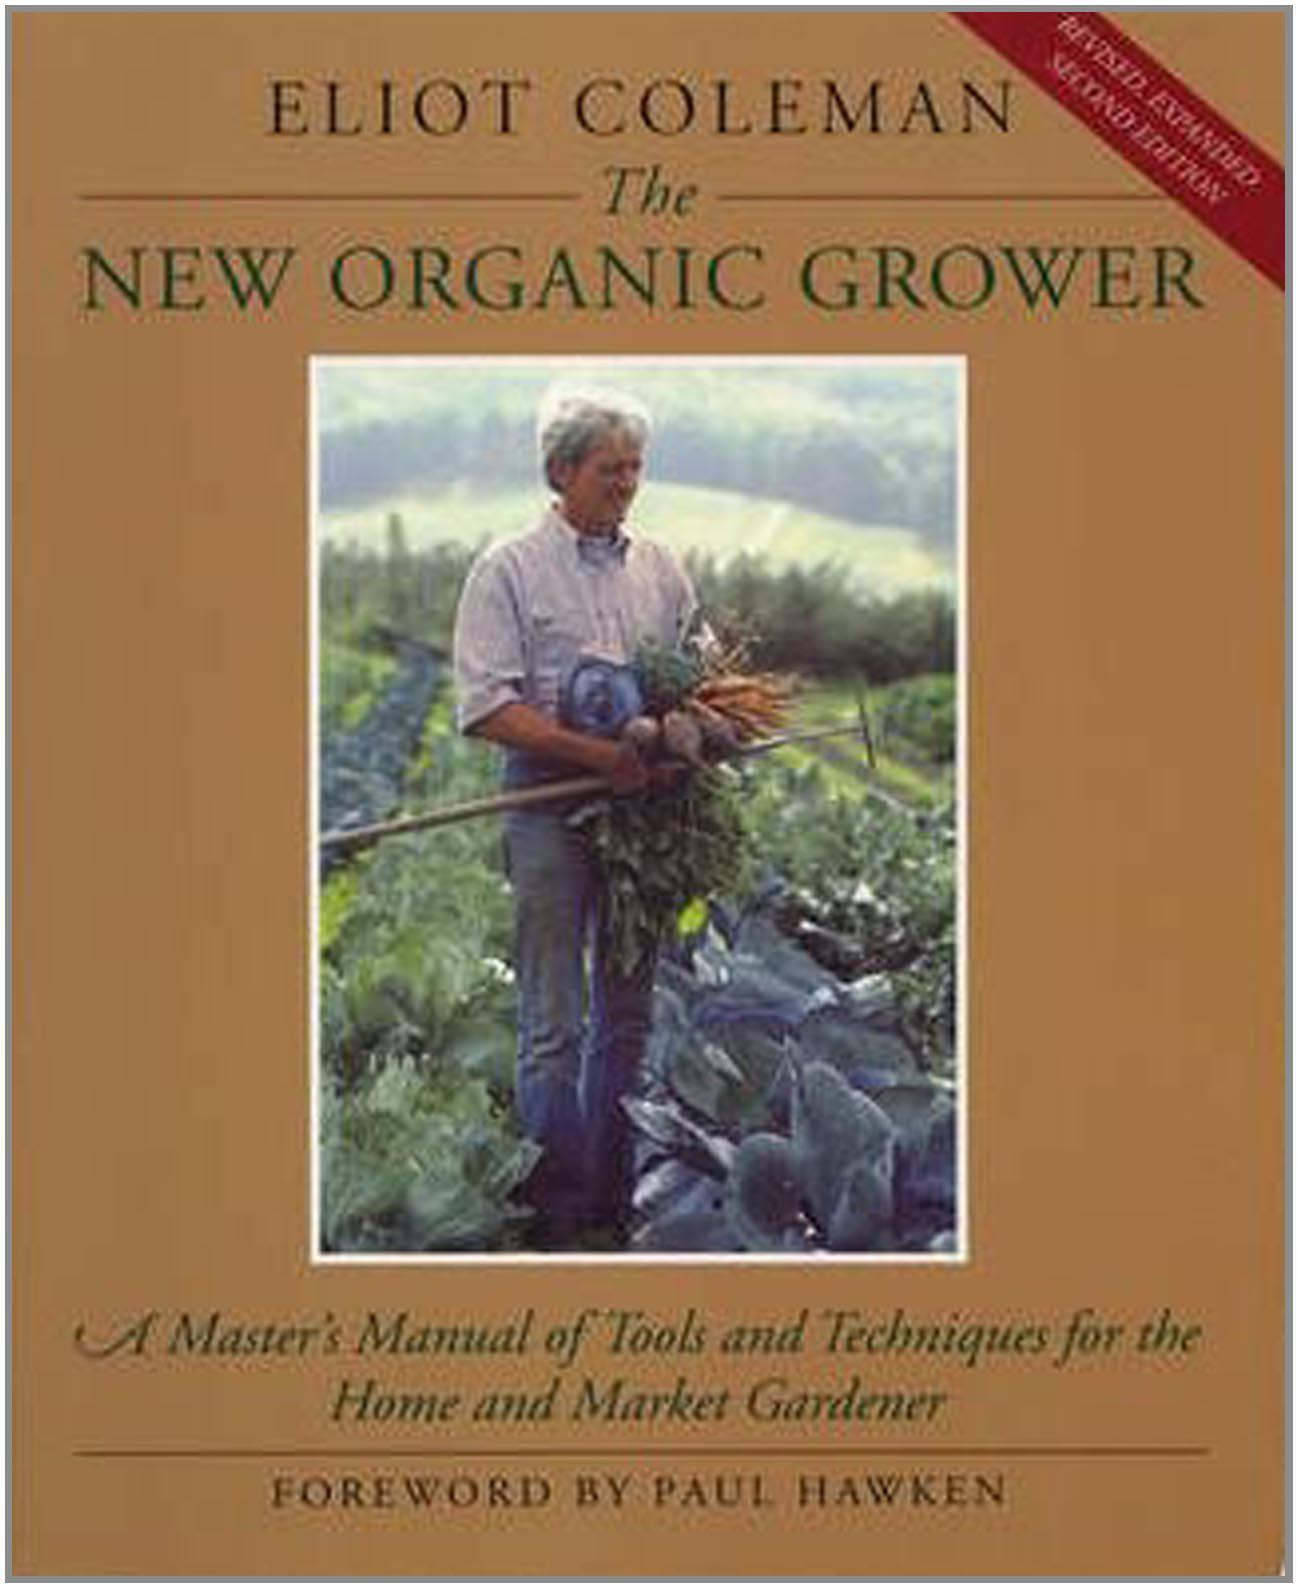 REVISED, EXPANDED,
SECOND EDITION
ELIOT COLEMAN
The
NEW ORGANIC GROWER
A Master's Manual of Tools and Techniques for the
Home and Market Gardener
FOREWORD BY PAUL HAWKEN